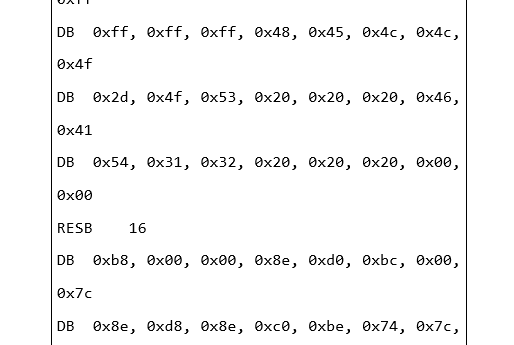 0xff
DB  0xff, 0xff, 0xff, 0x48, 0x45, 0x4c, 0x4c,
0x4f
DB  0x2d, 0x4f, 0x53, 0x20, 0x20, 0x20, 0x46,
0x41
DB  0x54, 0x31, 0x32, 0x20, 0x20, 0x20, 0x00,
0x00
RESB    16
DB  0xb8, 0x00, 0x00, 0x8e, 0xd0, 0xbc, 0x00,
0x7c
DB  0x8e, 0xd8, 0x8e, 0xc0, 0xbe, 0x74, 0x7c,